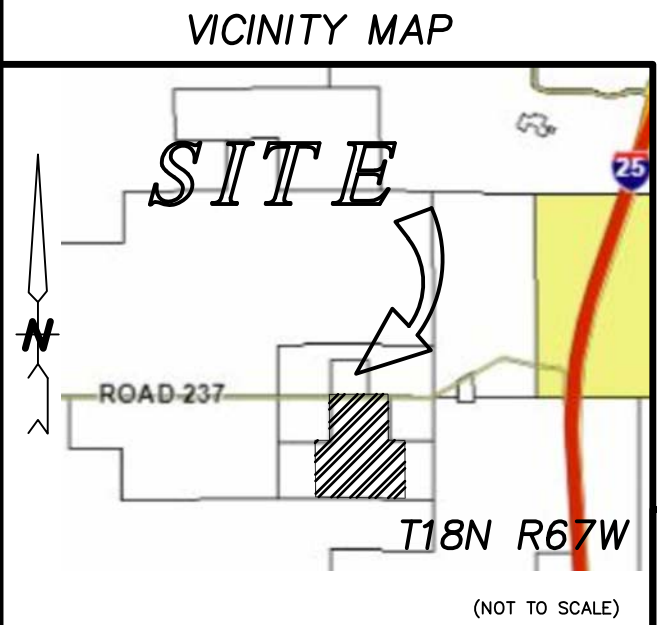 VICINITY MAP
SITE
25
N
ROAD 237
T18N R67W
(NOT TO SCALE)